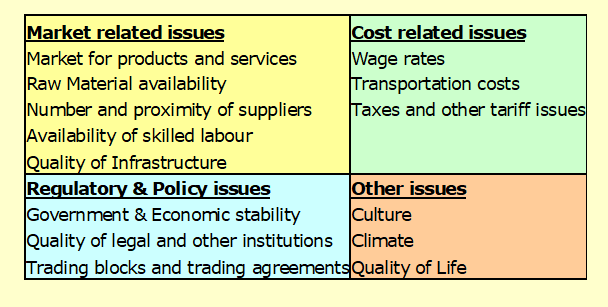 Market related issues
Market for products and services
Raw Material availability
Number and proximity of suppliers
Availability of skilled labour
Quality of Infrastructure
Cost related issues
Wage rates
Transportation costs
Taxes and other tariff issues
Regulatory & Policy issues
Government & Economic stability
Quality of legal and other institutions
Trading blocks and trading agreements
Other issues
Culture
Climate
Quality of Life